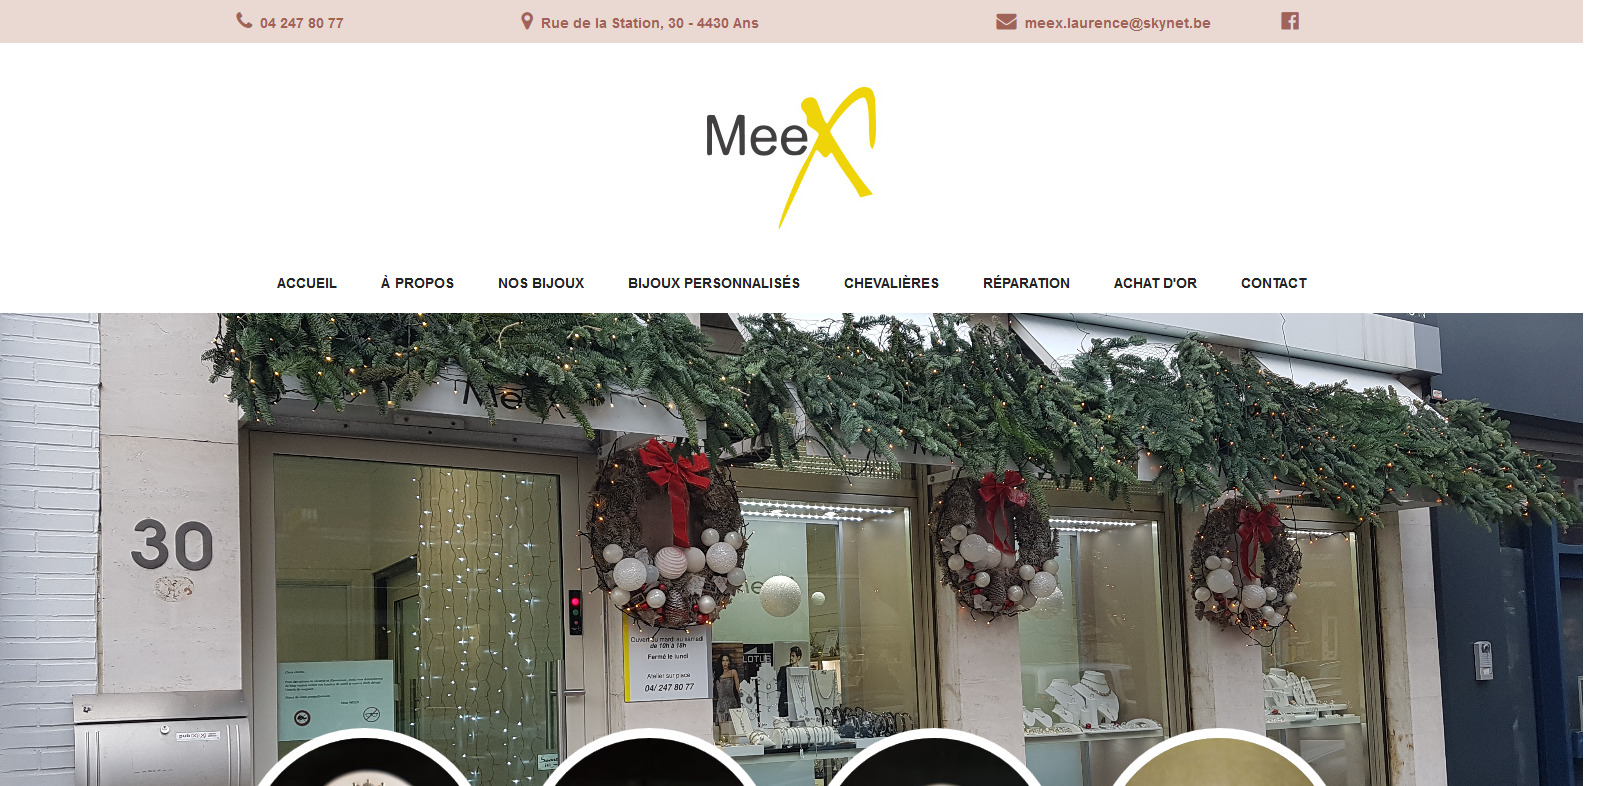 04 247 80 77
Rue de la Station, 30 - 4430 Ans
meex.laurence@skynet.be
MeeX
ACCUEIL
À PROPOS
NOS BIJOUX
BIJOUX PERSONNALISÉS
CHEVALIÈRES
RÉPARATION
ACHAT D'OR
CONTACT
30
Ouvert du mardi au samedi
de 10h à 18h
Fermé le lundi
Atelier sur place
04/ 247 80 77
LOTUS